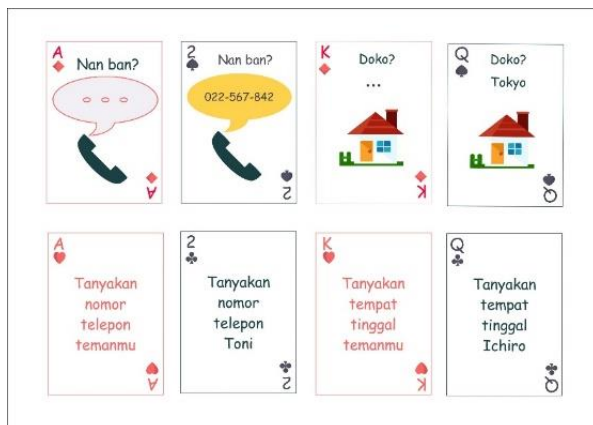 A
Nan ban?
A
2
Nan ban?
022-567-842
2
K
Doko?
...
K
Q
Doko?
Tokyo
Q
A
Tanyakan
nomor
telepon
temanmu
A
2
Tanyakan
nomor
telepon
Toni
2
K
Tanyakan
tempat
tinggal
temanmu
K
Q
Tanyakan
tempat
tinggal
Ichiro
Q